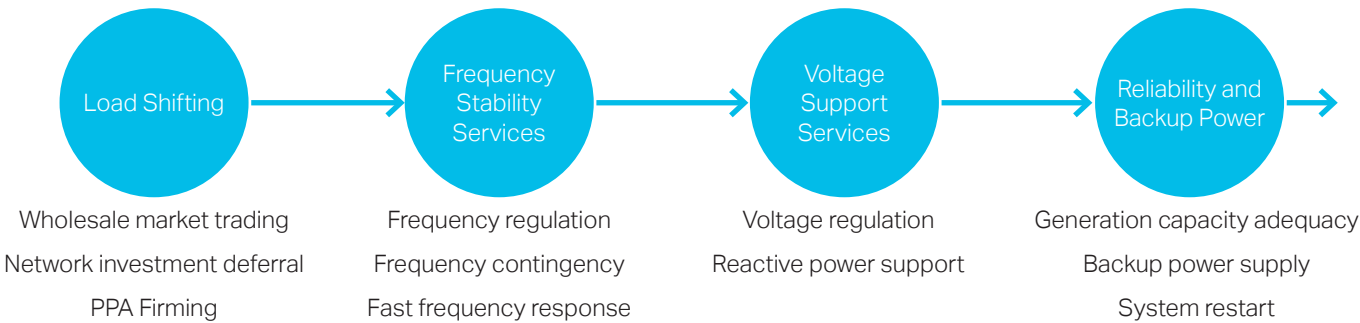 Load Shifting
Wholesale market trading
Network investment deferral
PPA Firming
Frequency
Stability
Services
Frequency regulation
Frequency contingency
Fast frequency response
Voltage
Support
Services
Voltage regulation
Reactive power support
Reliability and
Backup Power
Generation capacity adequacy
Backup power supply
System restart